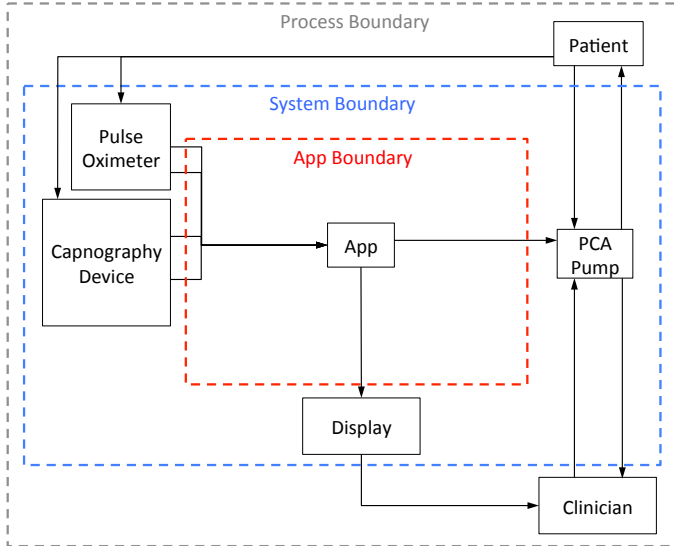 Process Boundary
Patient
System Boundary
Pulse
Oximeter
App Boundary
Capnography
Device
App
PCA
Pump
Display
Clinician